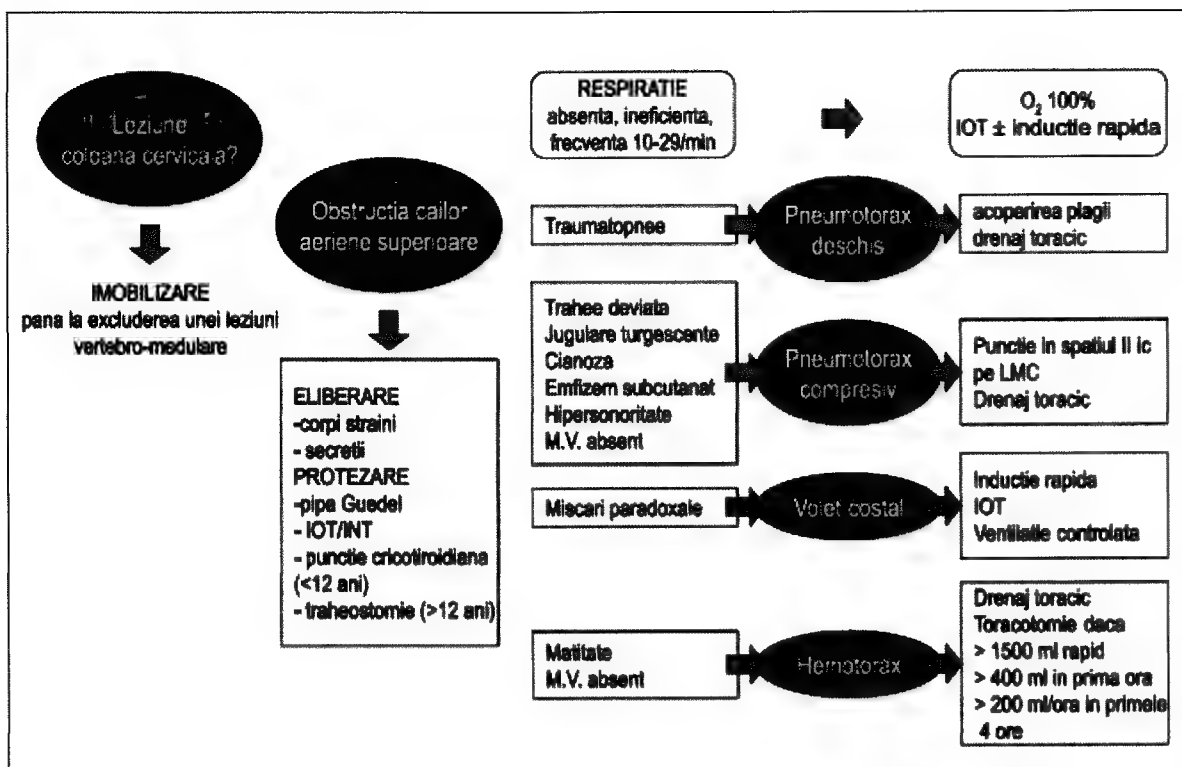 Leziune
coloana cervicala?
IMOBILIZARE
pana la excluderea unei leziuni
vertebro-medulare
Obstructia cailor
aeriene superioare
ELIBERARE
-corpi straini
- secretii
PROTEZARE
-pipa Guedel
- IOT/INT
- punctie cricotiroidiana
(<12 ani)
- traheostomie (>12 ani)
RESPIRATIE
absenta, ineficienta,
frecventa 10-29/min
O₂ 100%
IOT ± inductie rapida
Traumatopnee
Pneumotorax
deschis
acoperirea plagii
drenaj toracic
Trahee deviata
Jugulare turgescente
Cianoza
Emfizem subcutanat
Hipersonoritate
M.V. absent
Pneumotorax
compresiv
Punctie in spatiul II ic
pe LMC
Drenaj toracic
Miscari paradoxale
Volet costal
Inductie rapida
IOT
Ventilatie controlata
Matitate
M.V. absent
Hemotorax
Drenaj toracic
Toracotomie daca
> 1500 ml rapid
> 400 ml in prima ora
> 200 ml/ora in primele
4 ore